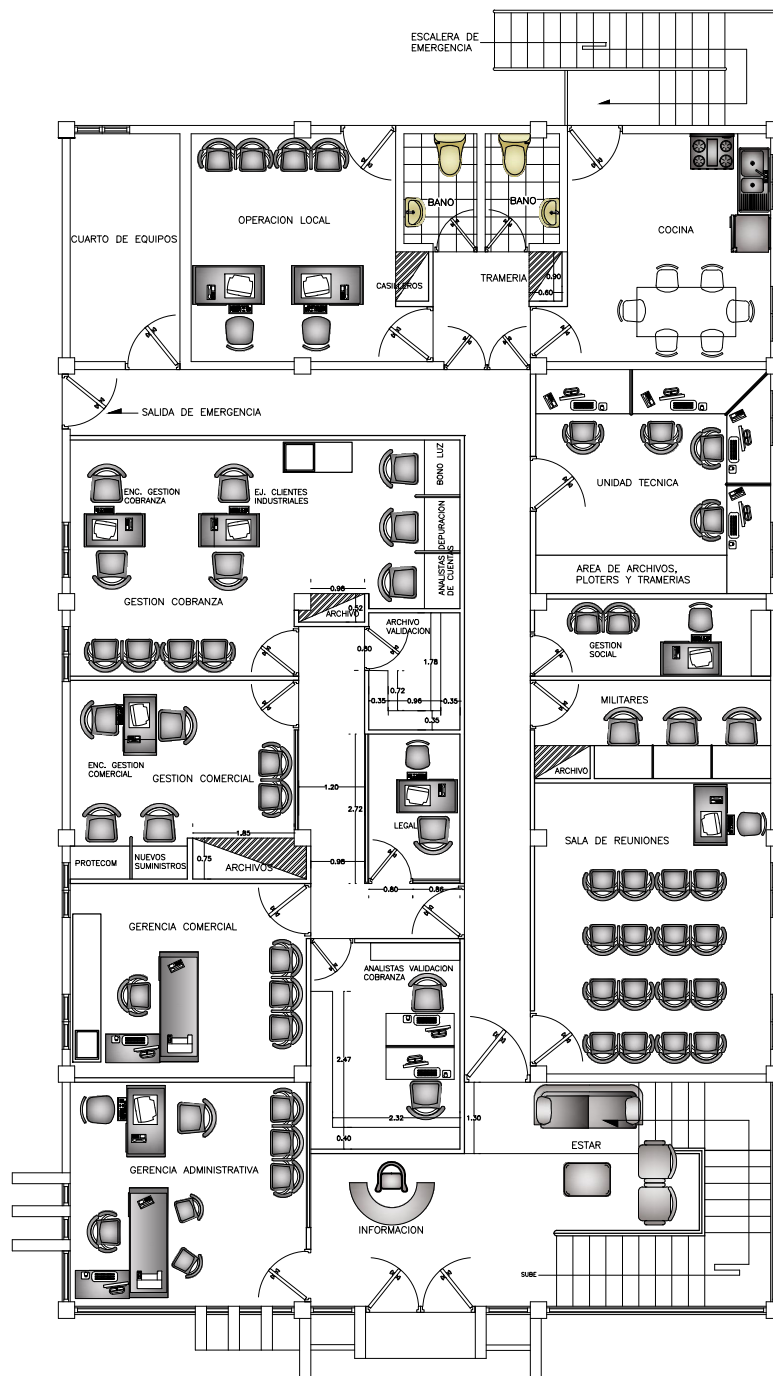 ESCALERA DE
EMERGENCIA
CUARTO DE EQUIPOS
OPERACION LOCAL
BANO
BANO
COCINA
CASILLEROS
TRAMERIA
0.90
0.60
SALIDA DE EMERGENCIA
ENC. GESTION
COBRANZA
EJ. CLIENTES
INDUSTRIALES
BONO LUZ
ANALISTAS DEPURACION
DE CUENTAS
UNIDAD TECNICA
AREA DE ARCHIVOS,
PLOTERS Y TRAMERIAS
GESTION COBRANZA
0.98
0.52
ARCHIVO
ARCHIVO
VALIDACION
0.80
1.78
0.72
0.35
0.96
0.35
0.35
GESTION
SOCIAL
MILITARES
ARCHIVO
ENC. GESTION
COMERCIAL
GESTION COMERCIAL
1.20
2.72
LEGAL
1.85
0.75
ARCHIVOS
PROTECOM
NUEVOS
SUMINISTROS
0.98
0.80
0.86
SALA DE REUNIONES
GERENCIA COMERCIAL
ANALISTAS VALIDACION
COBRANZA
2.47
2.32
0.40
1.30
GERENCIA ADMINISTRATIVA
ESTAR
INFORMACION
SUBE